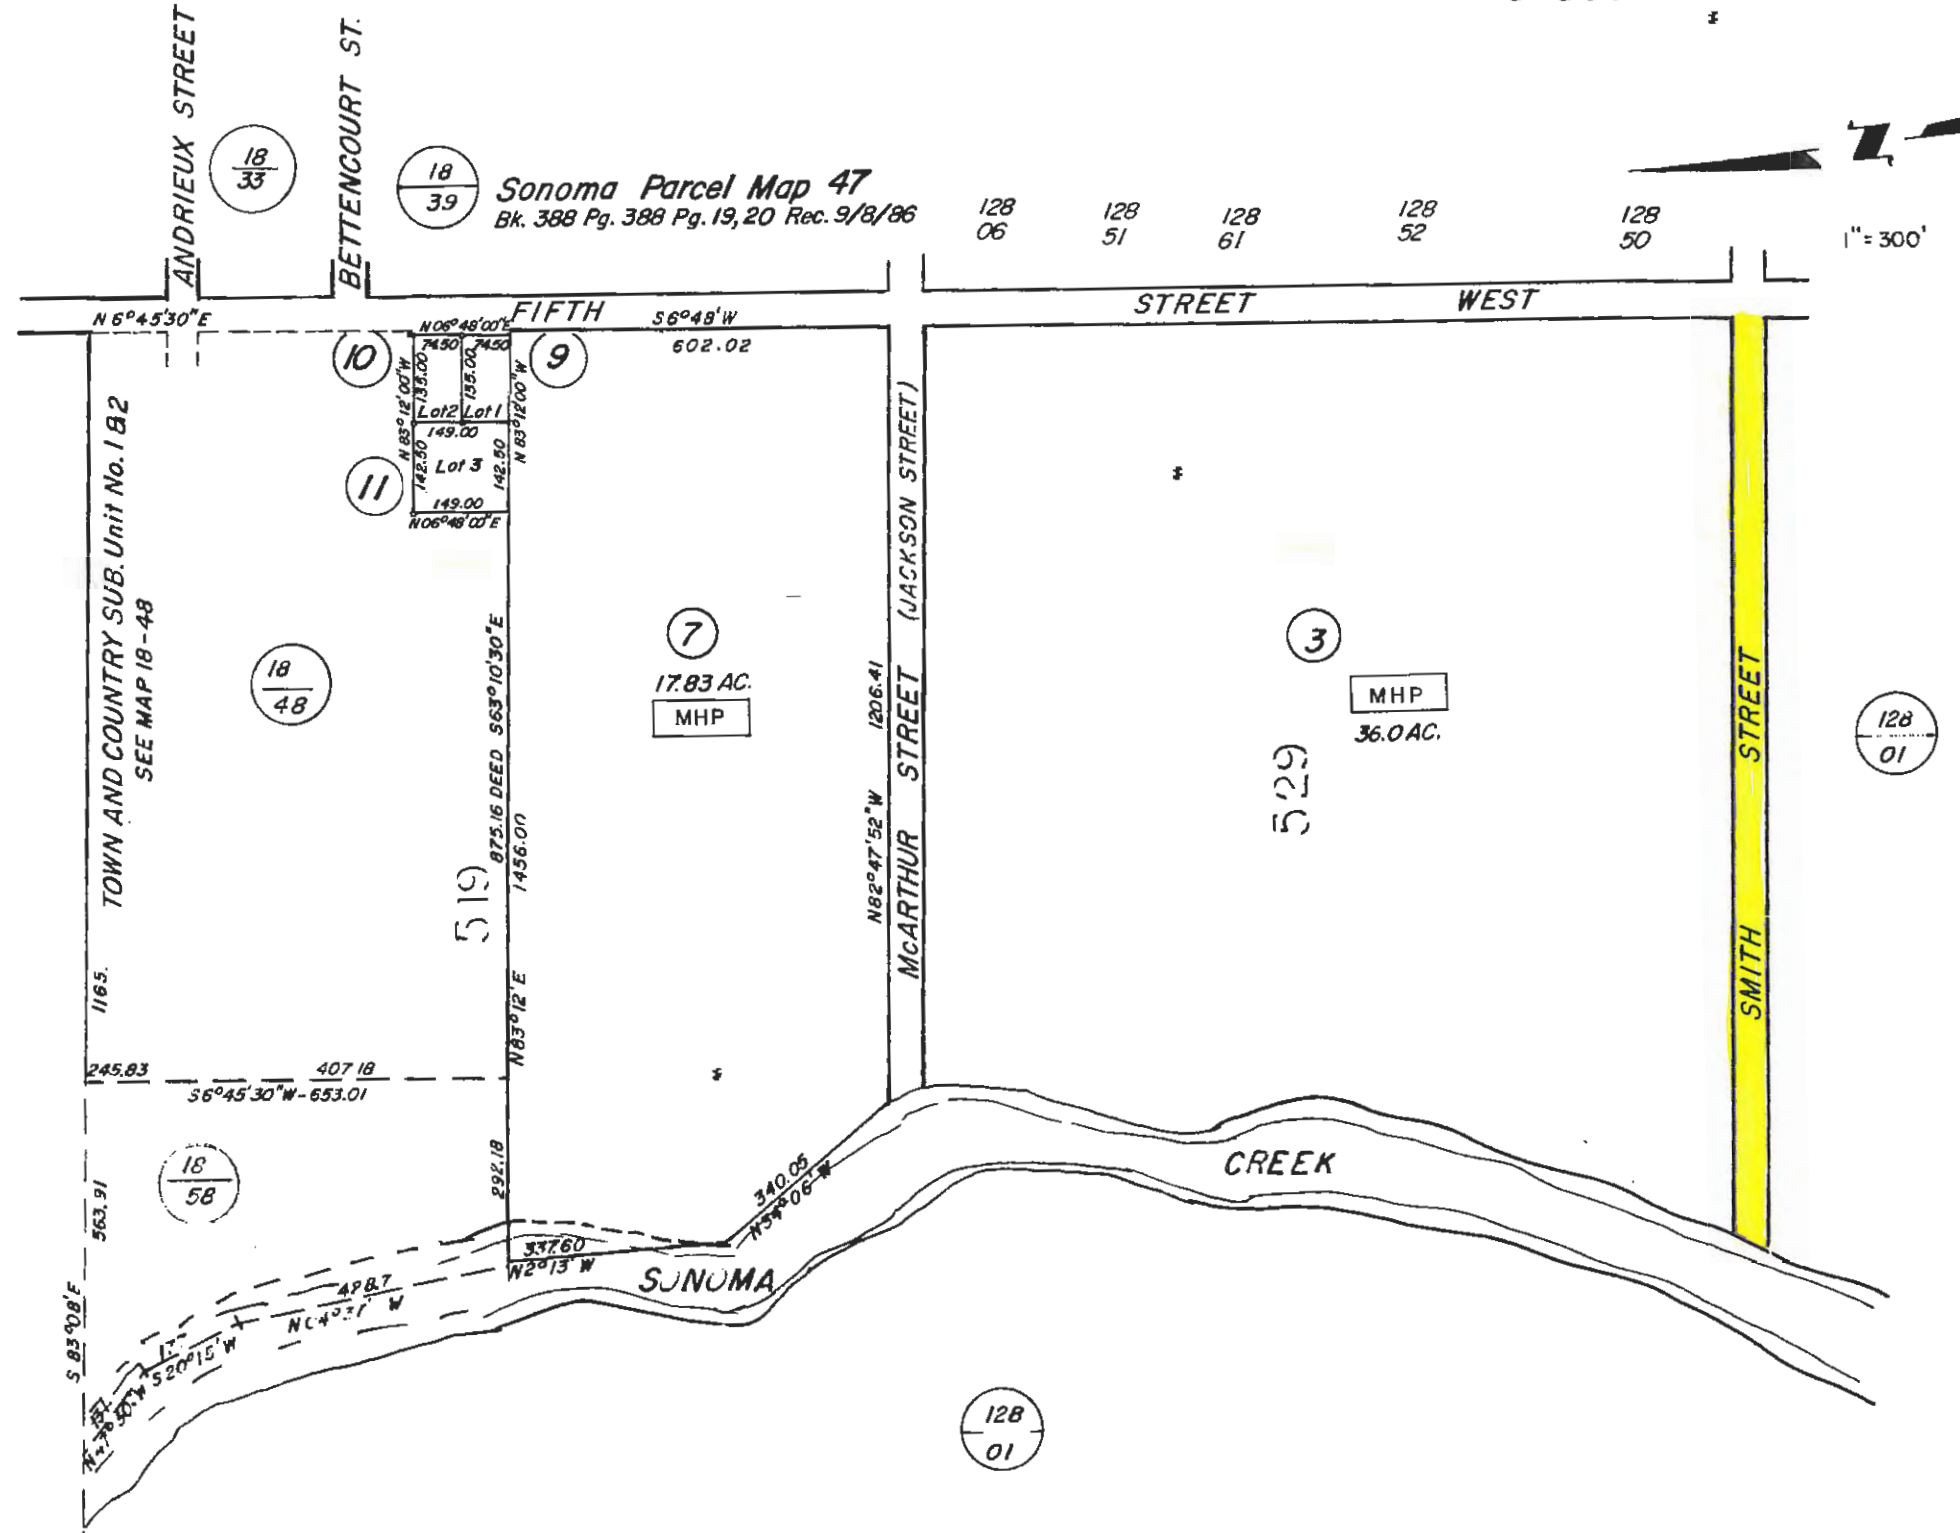 ANDRIEUX STREET
BETTENCOURT ST.
18
33
18
39
Sonoma Parcel Map 47
Bk. 388 Pg. 388 Pg. 19,20 Rec. 9/8/86
128
06
128
51
128
61
128
52
128
50
Z
1"=300'
FIFTH STREET WEST
N 6°45'30"E
N 06°48'00"E
S 6°48'W
602.02
10
74.50
74.50
9
N 83°12'00"W
135.00
135.00
N 83°12'00"W
Lot 2
Lot 1
149.00
142.50
Lot 3
142.50
11
149.00
N 06°48'00"E
TOWN AND COUNTRY SUB. Unit No. 1 & 2
SEE MAP 18-48
18
48
7
17.83 AC.
MHP
3
MHP
36.0 AC.
529
519
875.16 DEED S63°10'30"E
1456.00
N83°12'E
1206.41
N82°47'52"W
McARTHUR STREET (JACKSON STREET)
SMITH STREET
128
01
1165.
245.83
407.18
S6°45'30"W-653.01
292.18
18
58
563.91
S 83°08'E
340.05
N54°06'W
337.60
N2°13'W
SONOMA CREEK
498.7
W
S20°15'W
128
01